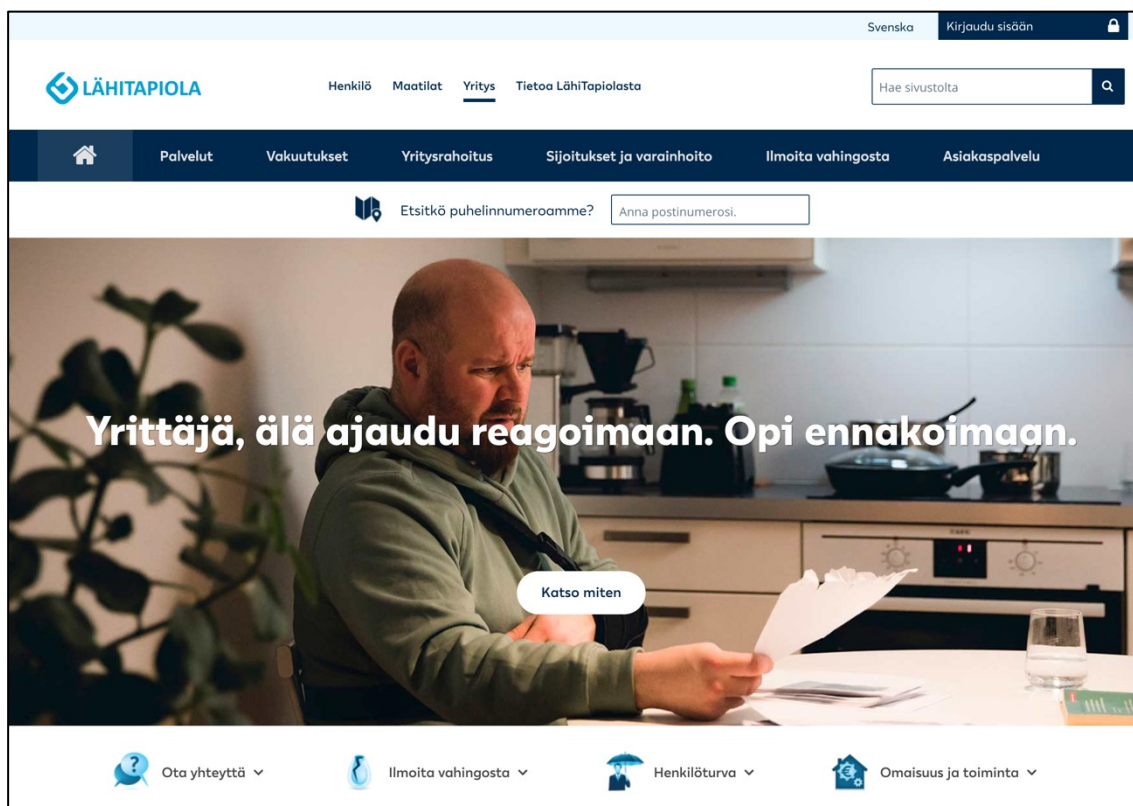 Svenska
Kirjaudu sisään
LÄHITAPIOLA
Henkilö Maatilat Yritys Tietoa LähiTapiolasta
Hae sivustolta
Palvelut Vakuutukset Yritysrahoitus Sijoitukset ja varainhoito Ilmoita vahingosta Asiakaspalvelu
Etsitkö puhelinnumeroamme? Anna postinumerosi.
Yrittäjä, älä ajaudu reagoimaan. Opi ennakoimaan.
Katso miten
Ota yhteyttä Ilmoita vahingosta Henkilöturva Omaisuus ja toiminta